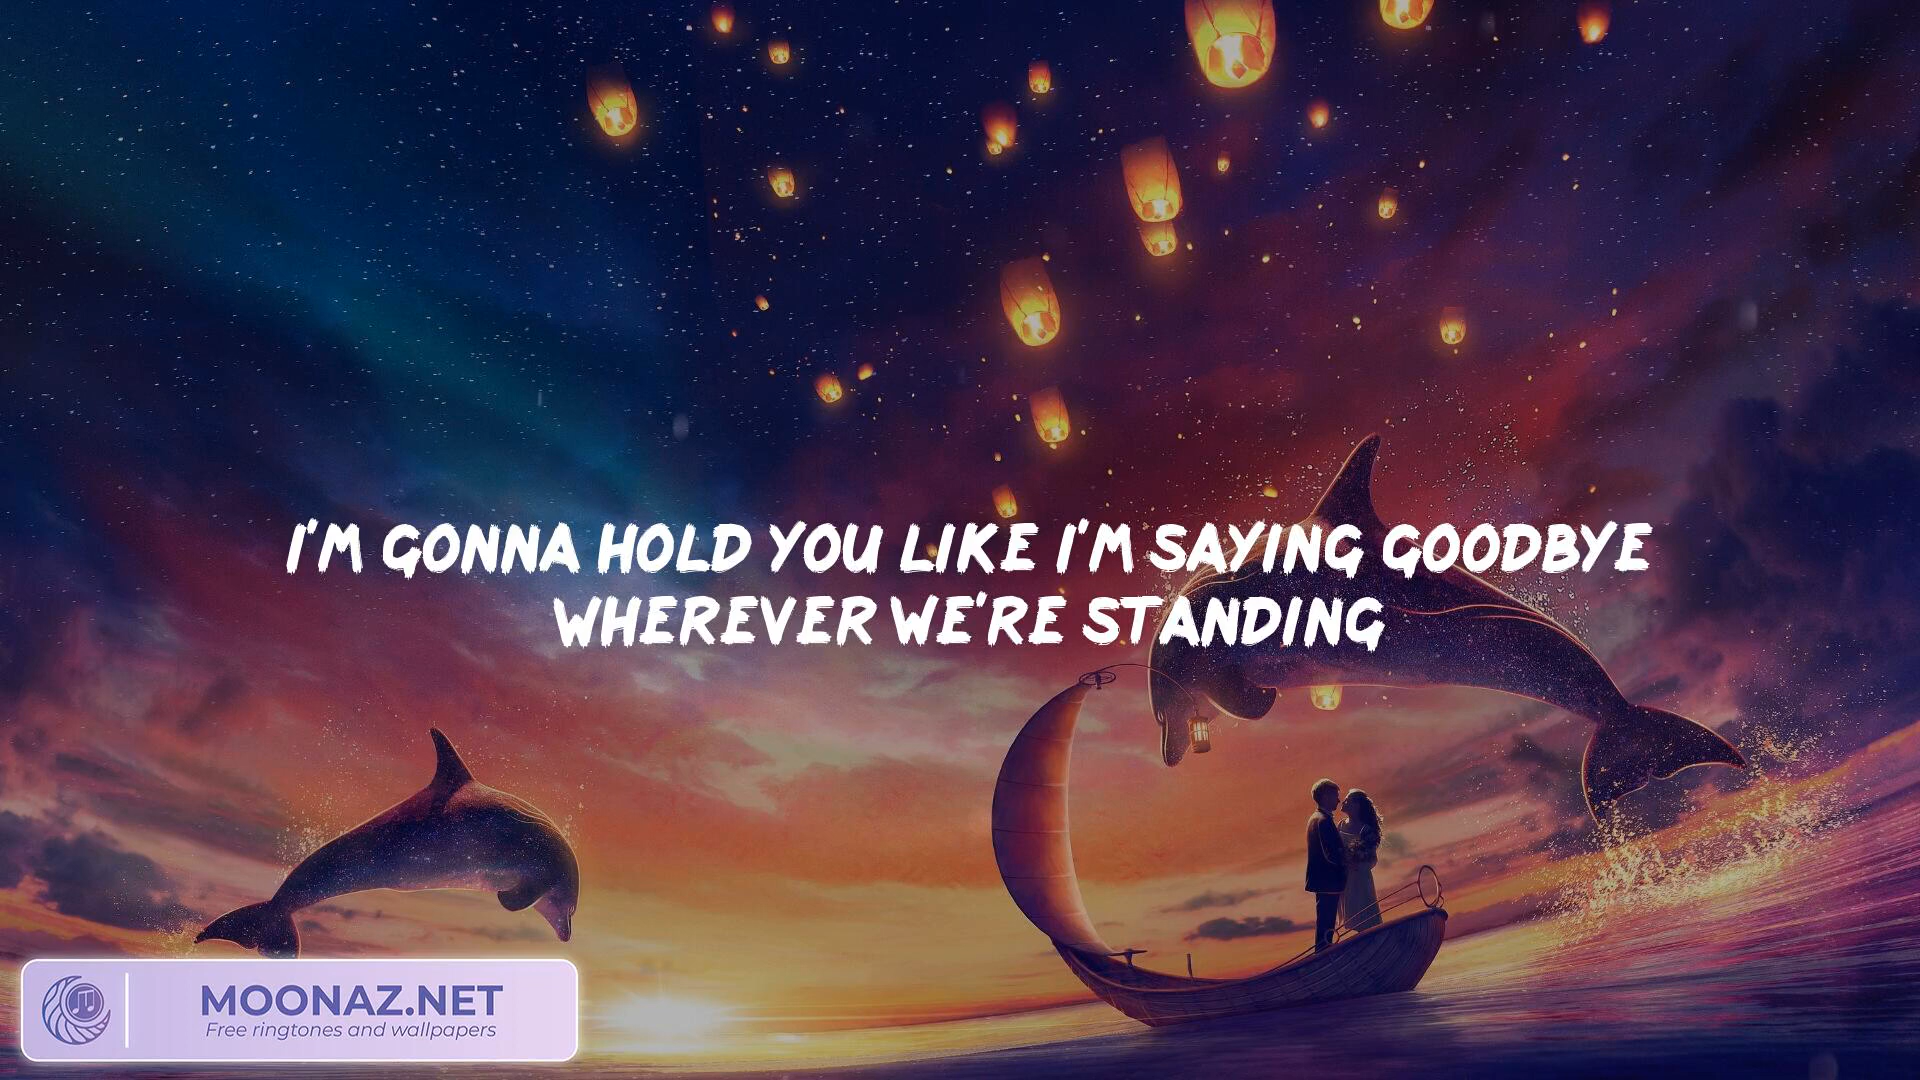 I'M GONNA HOLD YOU LIKE I'M SAYING GOODBYE
WHEREVER WE'RE STANDING
MOONAZ.NET
Free ringtones and wallpapers